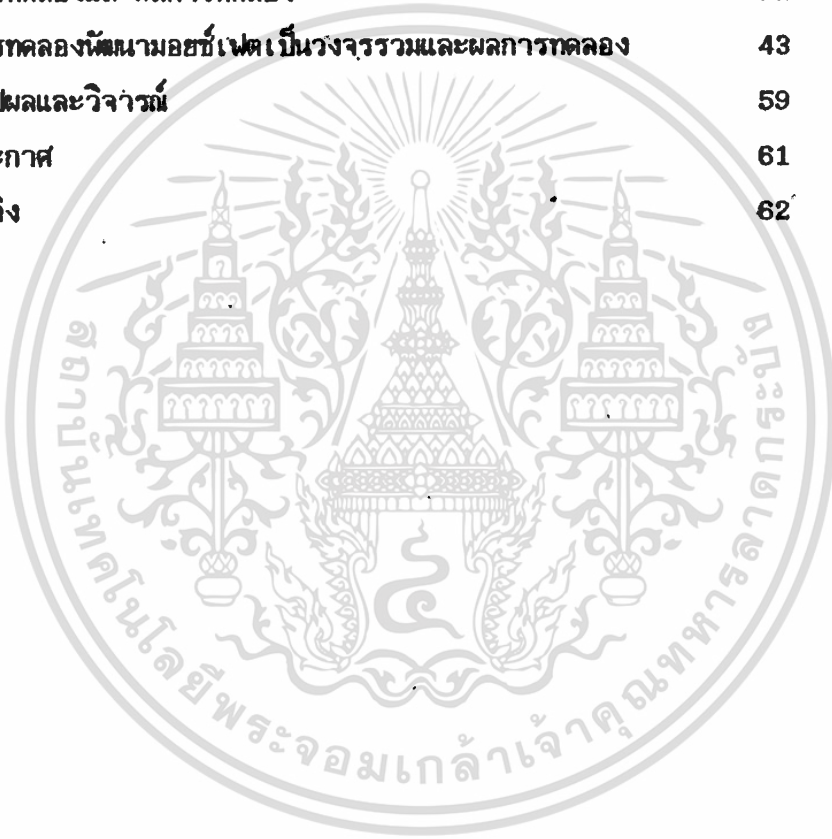 รทดลองพัฒนามอยซ์เฟตเป็นวงจรรวมและผลการทดลอง 43
ปผลและวิจารณ์ 59
ะกาศ 61
ิง 62
สถาบันเทคโนโลยีพระจอมเกล้าเจ้าคุณทหารลาดกระบัง